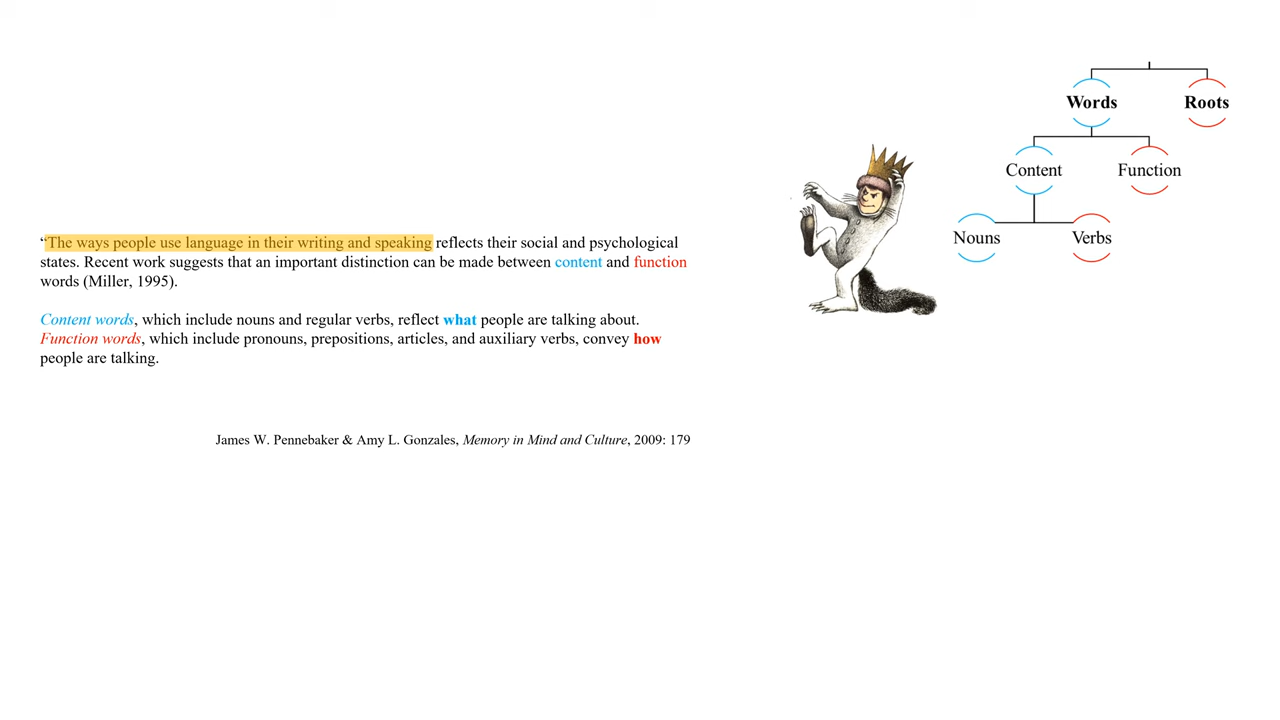 “The ways people use language in their writing and speaking reflects their social and psychological
states. Recent work suggests that an important distinction can be made between content and function
words (Miller, 1995).
Content words, which include nouns and regular verbs, reflect what people are talking about.
Function words, which include pronouns, prepositions, articles, and auxiliary verbs, convey how
people are talking.
James W. Pennebaker & Amy L. Gonzales, Memory in Mind and Culture, 2009: 179
Words Roots
Content Function
Nouns Verbs